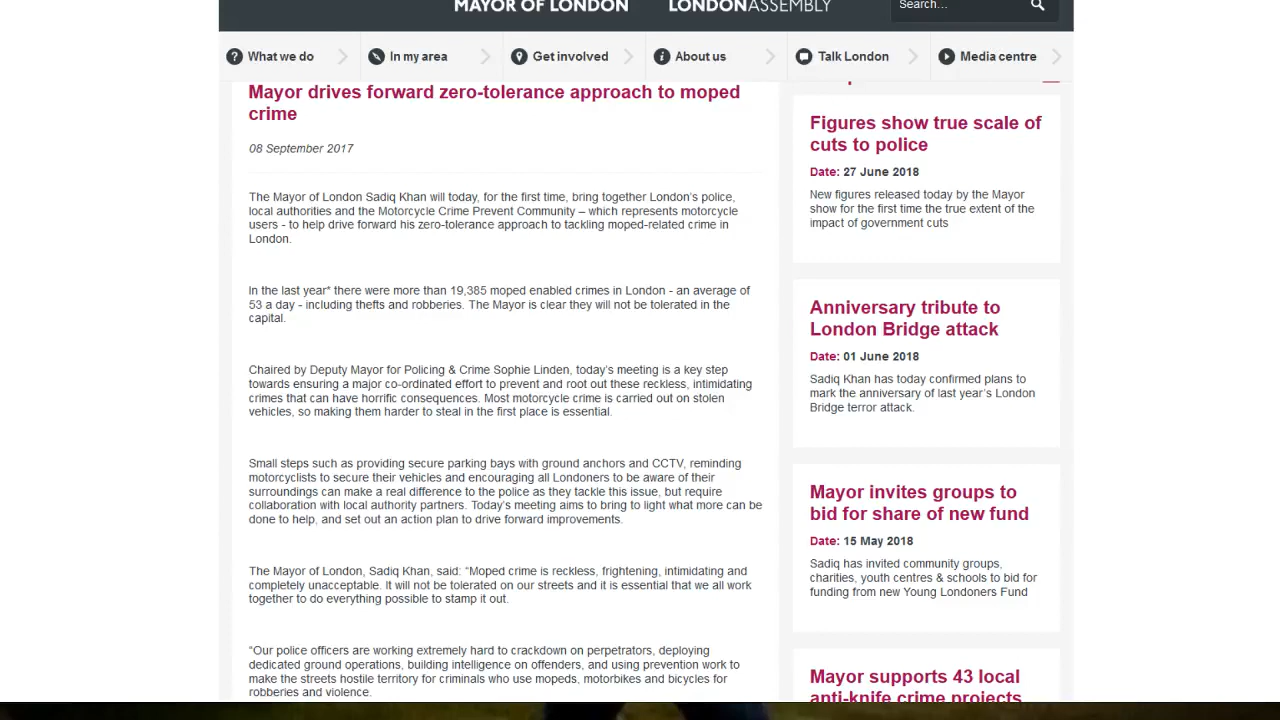 MAYOR OF LONDON LONDONASSEMBLY Search...
What we do In my area Get involved About us Talk London Media centre
Mayor drives forward zero-tolerance approach to moped
crime
08 September 2017
The Mayor of London Sadiq Khan will today, for the first time, bring together London’s police,
local authorities and the Motorcycle Crime Prevent Community – which represents motorcycle
users - to help drive forward his zero-tolerance approach to tackling moped-related crime in
London.
In the last year* there were more than 19,385 moped enabled crimes in London - an average of
53 a day - including thefts and robberies. The Mayor is clear they will not be tolerated in the
capital.
Chaired by Deputy Mayor for Policing & Crime Sophie Linden, today’s meeting is a key step
towards ensuring a major co-ordinated effort to prevent and root out these reckless, intimidating
crimes that can have horrific consequences. Most motorcycle crime is carried out on stolen
vehicles, so making them harder to steal in the first place is essential.
Small steps such as providing secure parking bays with ground anchors and CCTV, reminding
motorcyclists to secure their vehicles and encouraging all Londoners to be aware of their
surroundings can make a real difference to the police as they tackle this issue, but require
collaboration with local authority partners. Today’s meeting aims to bring to light what more can be
done to help, and set out an action plan to drive forward improvements.
The Mayor of London, Sadiq Khan, said: “Moped crime is reckless, frightening, intimidating and
completely unacceptable. It will not be tolerated on our streets and it is essential that we all work
together to do everything possible to stamp it out.
“Our police officers are working extremely hard to crackdown on perpetrators, deploying
dedicated ground operations, building intelligence on offenders, and using prevention work to
make the streets hostile territory for criminals who use mopeds, motorbikes and bicycles for
robberies and violence.
Figures show true scale of
cuts to police
Date: 27 June 2018
New figures released today by the Mayor
show for the first time the true extent of the
impact of government cuts
Anniversary tribute to
London Bridge attack
Date: 01 June 2018
Sadiq Khan has today confirmed plans to
mark the anniversary of last year’s London
Bridge terror attack.
Mayor invites groups to
bid for share of new fund
Date: 15 May 2018
Sadiq has invited community groups,
charities, youth centres & schools to bid for
funding from new Young Londoners Fund
Mayor supports 43 local
anti-knife crime projects